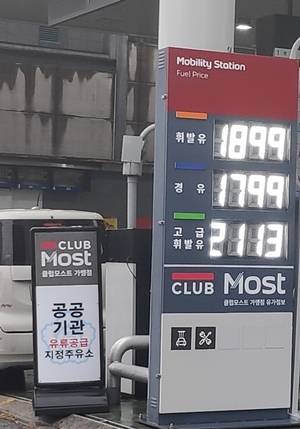 Mobility Station
Fuel Price
휘발유 1899
경 유 1799
고 급
휘발유 2113
CLUB Most
클럽모스트 가맹점 유가정보
CLUB
Most
클럽모스트 가맹점
공공
기관
유류공급
지정주유소